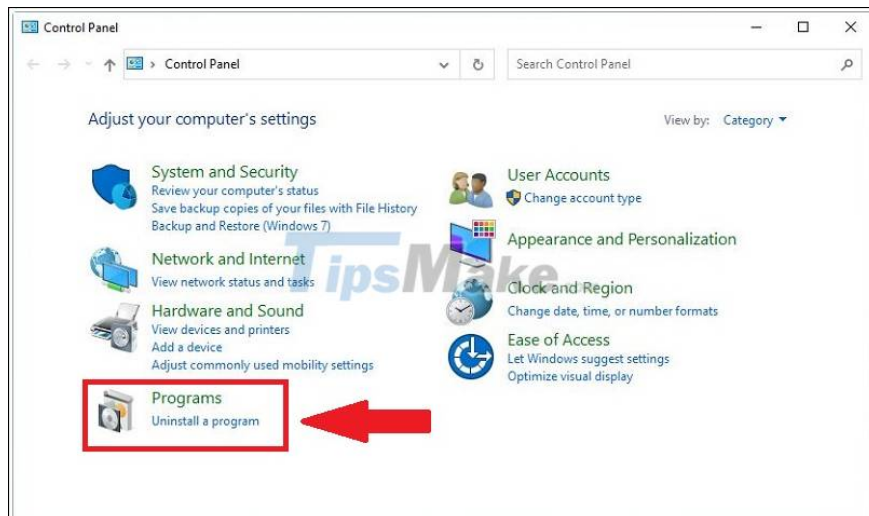 Control Panel
Control Panel
Search Control Panel
Adjust your computer's settings
View by: Category
System and Security
Review your computer's status
Save backup copies of your files with File History
Backup and Restore (Windows 7)
Network and Internet
View network status and tasks
Hardware and Sound
View devices and printers
Add a device
Adjust commonly used mobility settings
Programs
Uninstall a program
User Accounts
Change account type
Appearance and Personalization
Clock and Region
Change date, time, or number formats
Ease of Access
Let Windows suggest settings
Optimize visual display
TipsMake